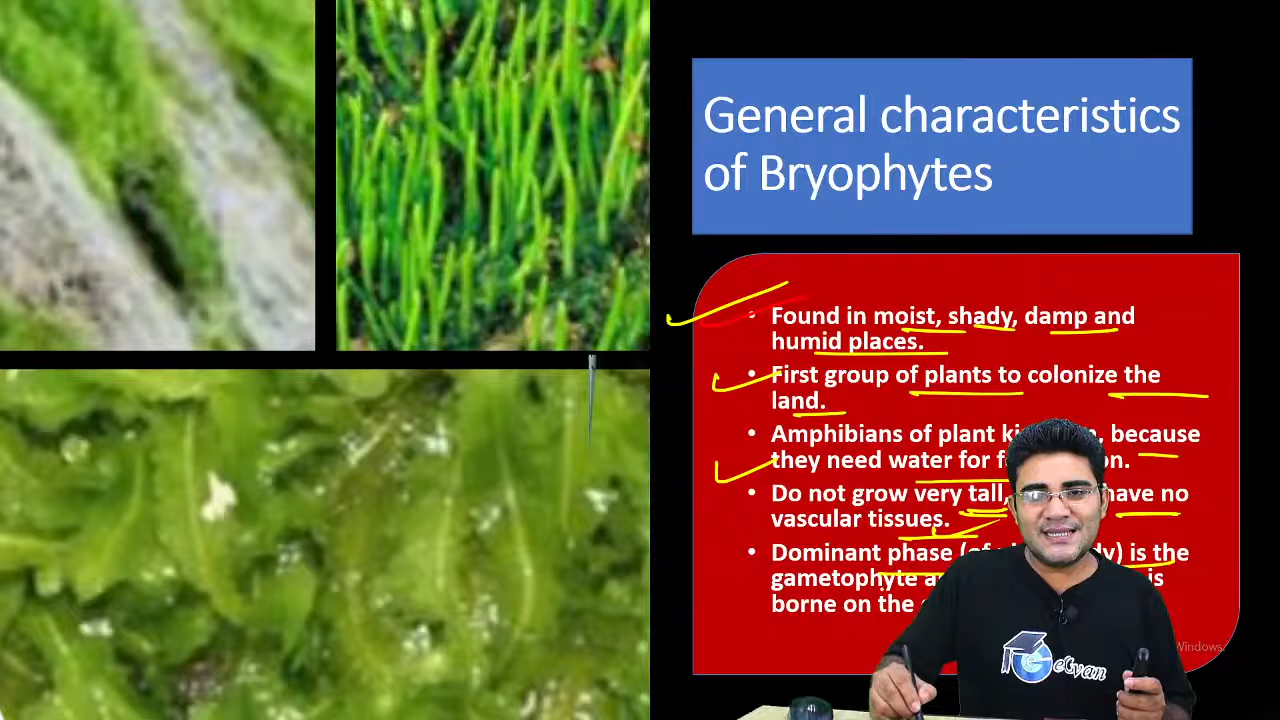 General characteristics
of Bryophytes
• Found in moist, shady, damp and
humid places.
• First group of plants to colonize the
land.
• Amphibians of plant because
they need water for
• Do not grow very tall, have no
vascular tissues.
• Dominant phase is the
gametophyte is
borne on the
Windows.